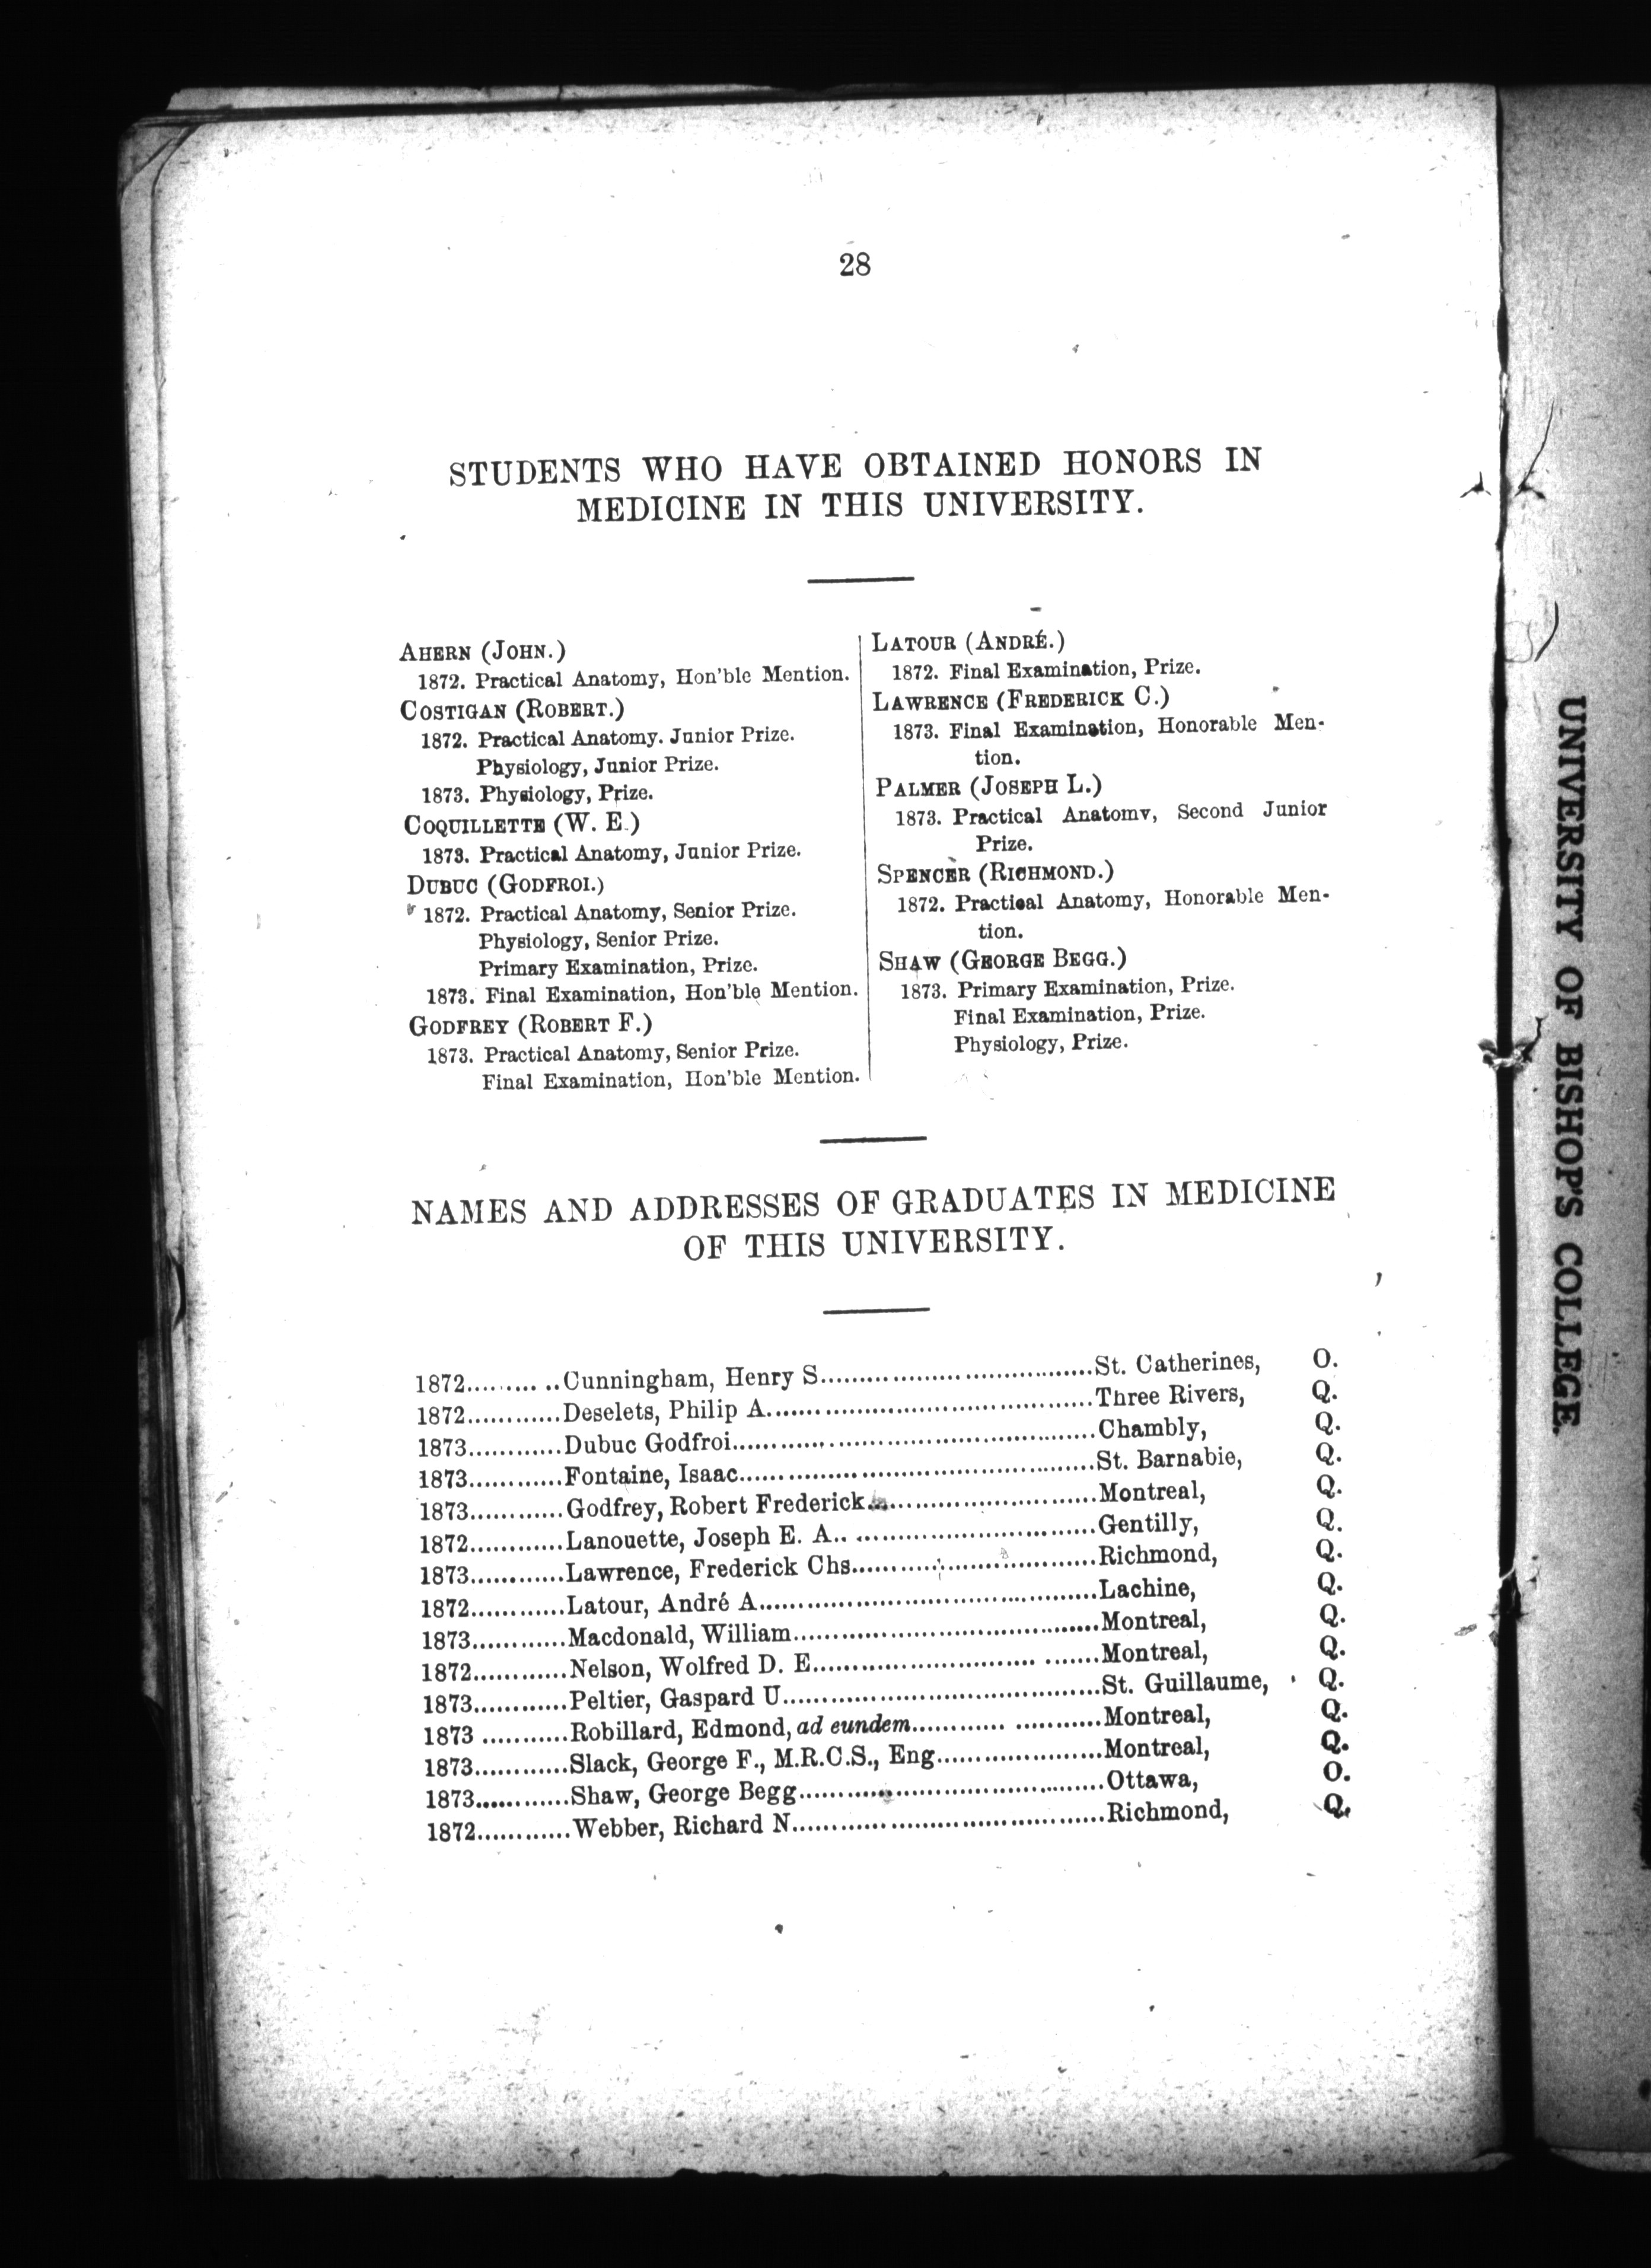 28
STUDENTS WHO HAVE OBTAINED HONORS IN
MEDICINE IN THIS UNIVERSITY.
AHERN (JOHN.)
1872. Practical Anatomy, Hon'ble Mention.
COSTIGAN (ROBERT.)
1872. Practical Anatomy. Junior Prize.
Physiology, Junior Prize.
1873. Physiology, Prize.
COQUILLETTE (W. E.)
1873. Practical Anatomy, Junior Prize.
DUBUC (GODFROI.)
1872. Practical Anatomy, Senior Prize.
Physiology, Senior Prize.
Primary Examination, Prize.
1873. Final Examination, Hon'ble Mention.
GODFREY (ROBERT F.)
1873. Practical Anatomy, Senior Prize.
Final Examination, Hon'ble Mention.
LATOUR (ANDRÉ.)
1872. Final Examination, Prize.
LAWRENCE (FREDERICK C.)
1873. Final Examination, Honorable Men-
tion.
PALMER (JOSEPH L.)
1873. Practical Anatomy, Second Junior
Prize.
SPENCER (RICHMOND.)
1872. Practical Anatomy, Honorable Men-
tion.
SHAW (GEORGE BEGG.)
1873. Primary Examination, Prize.
Final Examination, Prize.
Physiology, Prize.
NAMES AND ADDRESSES OF GRADUATES IN MEDICINE
OF THIS UNIVERSITY.
1872............Cunningham, Henry S....................................St. Catherines, O.
1872............Deselets, Philip A..........................................Three Rivers, Q.
1873............Dubuc Godfroi..............................................Chambly, Q.
1873............Fontaine, Isaac.............................................St. Barnabie, Q.
1873............Godfrey, Robert Frederick.............................Montreal, Q.
1872............Lanouette, Joseph E. A..................................Gentilly, Q.
1873............Lawrence, Frederick Chs................................Richmond, Q.
1872............Latour, André A...........................................Lachine, Q.
1873............Macdonald, William.......................................Montreal, Q.
1872............Nelson, Wolfred D. E....................................Montreal, Q.
1873............Peltier, Gaspard U........................................St. Guillaume, Q.
1873 ...........Robillard, Edmond, ad eundem............ ...........Montreal, Q.
1873............Slack, George F., M.R.C.S., Eng......................Montreal, Q.
1873............Shaw, George Begg.......................................Ottawa, O.
1872............Webber, Richard N.......................................Richmond, Q.
UNIVERSITY OF BISHOP'S COLLEGE.